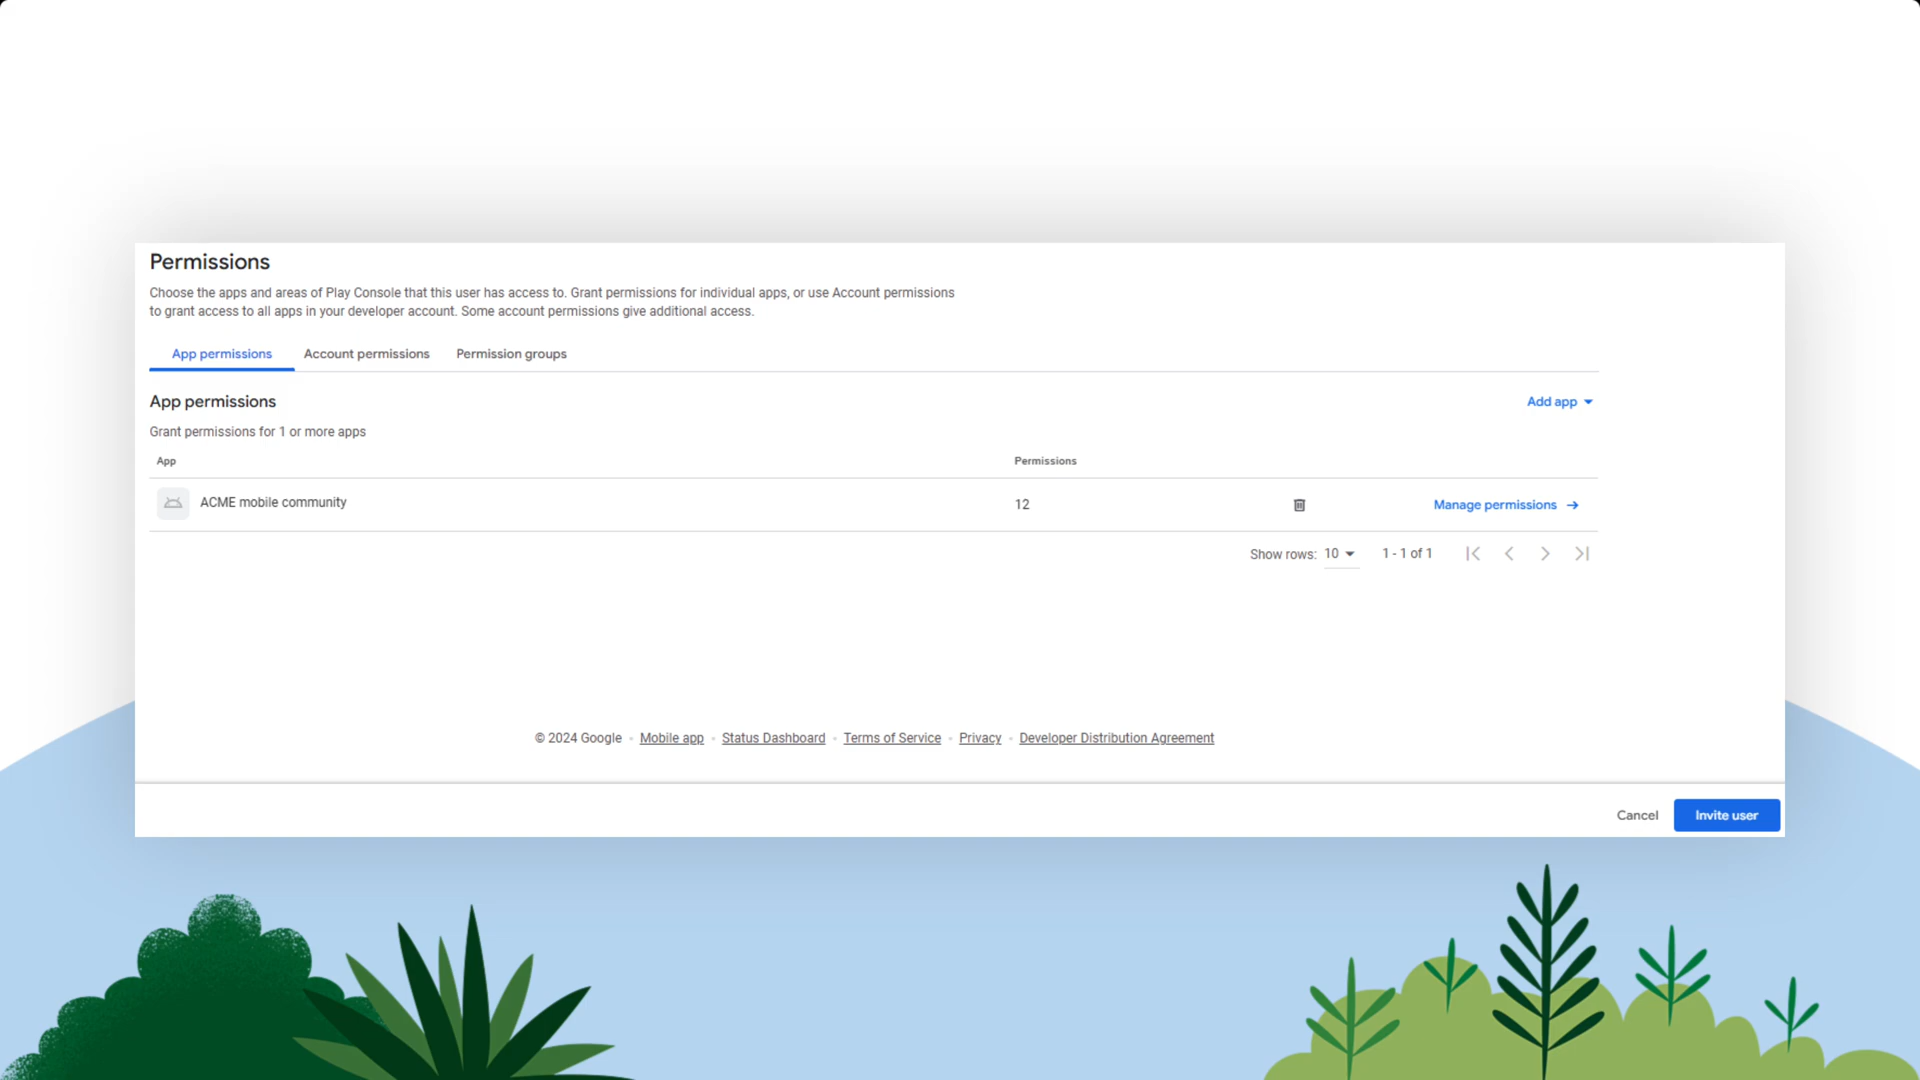 Permissions
Choose the apps and areas of Play Console that this user has access to. Grant permissions for individual apps, or use Account permissions
to grant access to all apps in your developer account. Some account permissions give additional access.
App permissions Account permissions Permission groups
App permissions Add app
Grant permissions for 1 or more apps
App Permissions
ACME mobile community 12 Manage permissions
Show rows: 10 1 - 1 of 1
© 2024 Google Mobile app Status Dashboard Terms of Service Privacy Developer Distribution Agreement
Cancel Invite user